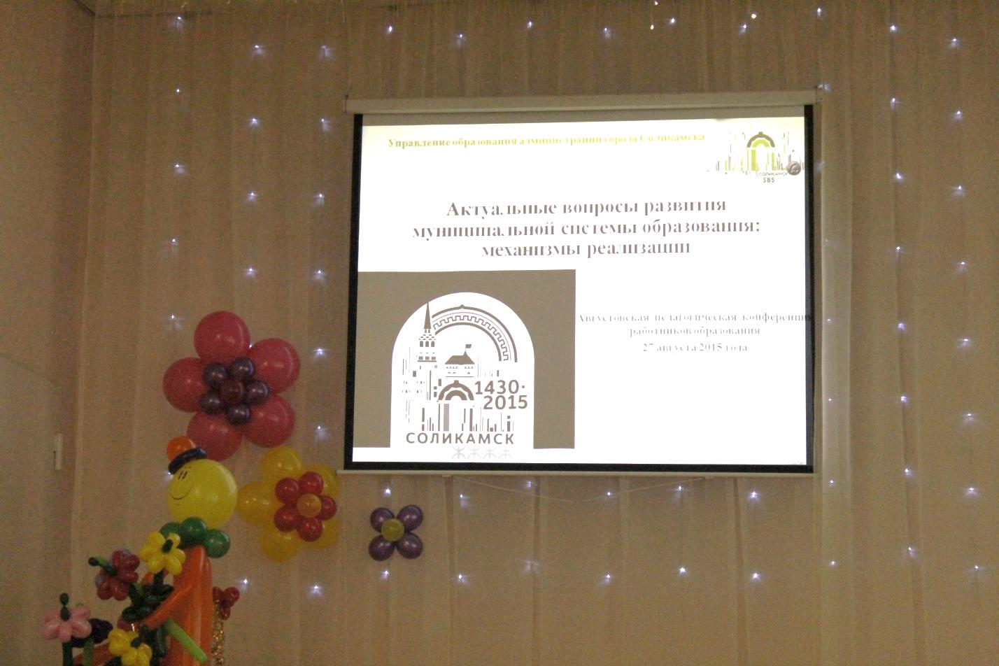 Управление образования администрации города Соликамска
СОЛИКАМСК
585
Актуальные вопросы развития
муниципальной системы образования:
механизмы реализации
Августовская педагогическая конференция
работников образования
27 августа 2015 года
1430-
2015
СОЛИКАМСК